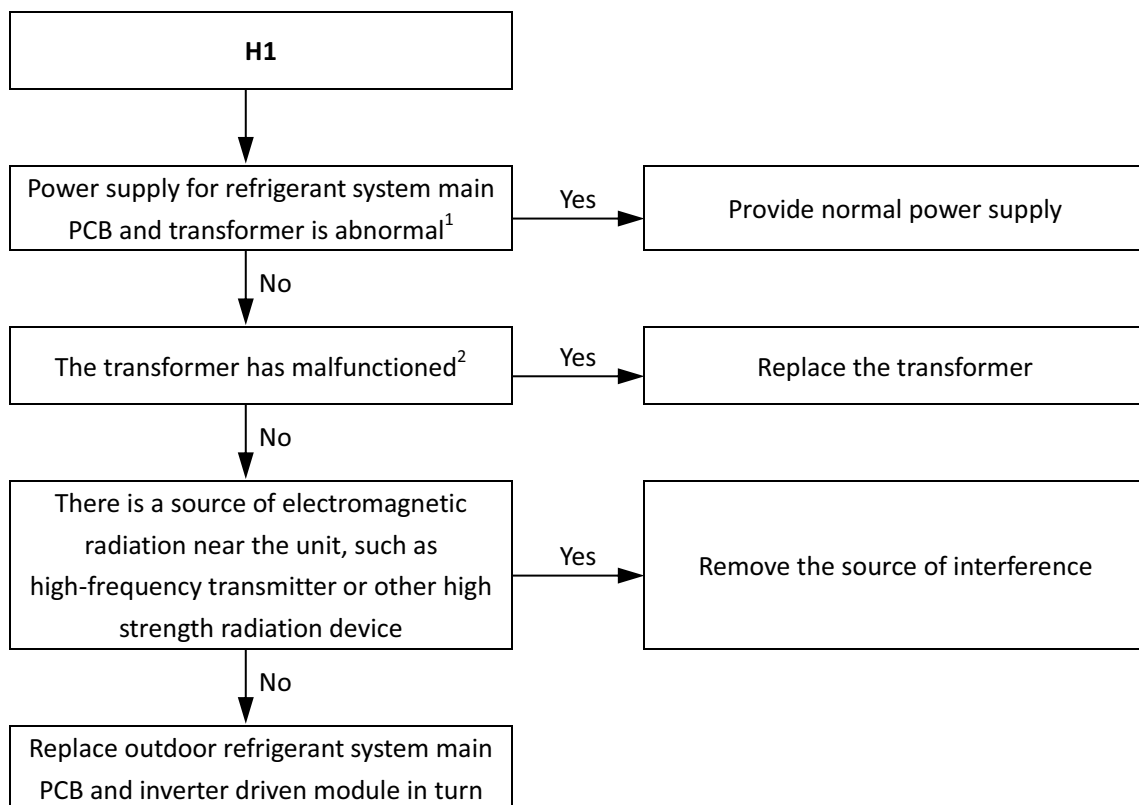 H1
Power supply for refrigerant system main
PCB and transformer is abnormal1
Yes
Provide normal power supply
No
The transformer has malfunctioned2
Yes
Replace the transformer
No
There is a source of electromagnetic
radiation near the unit, such as
high-frequency transmitter or other high
strength radiation device
Yes
Remove the source of interference
No
Replace outdoor refrigerant system main
PCB and inverter driven module in turn